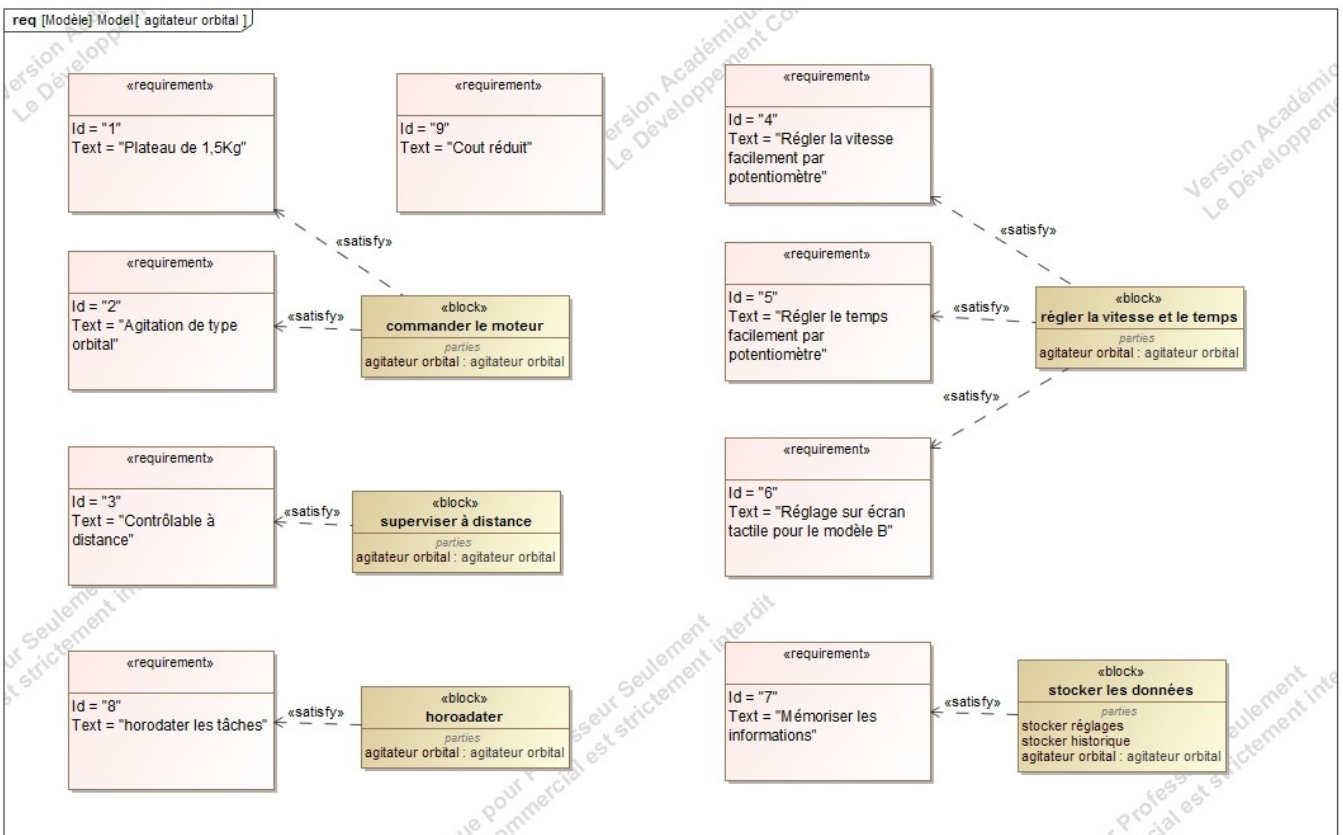 req [Modèle] Model[ agitateur orbital ]
«requirement»
Id = "1"
Text = "Plateau de 1,5Kg"
«requirement»
Id = "9"
Text = "Cout réduit"
«requirement»
Id = "4"
Text = "Régler la vitesse
facilement par
potentiomètre"
«satisfy»
«satisfy»
«requirement»
Id = "2"
Text = "Agitation de type
orbital"
«satisfy»
«block»
commander le moteur
parties
agitateur orbital : agitateur orbital
«requirement»
Id = "5"
Text = "Régler le temps
facilement par
potentiomètre"
«satisfy»
«block»
régler la vitesse et le temps
parties
agitateur orbital : agitateur orbital
«satisfy»
«requirement»
Id = "3"
Text = "Contrôlable à
distance"
«satisfy»
«block»
superviser à distance
parties
agitateur orbital : agitateur orbital
«requirement»
Id = "6"
Text = "Réglage sur écran
tactile pour le modèle B"
«requirement»
Id = "8"
Text = "horodater les tâches"
«satisfy»
«block»
horoadater
parties
agitateur orbital : agitateur orbital
«requirement»
Id = "7"
Text = "Mémoriser les
informations"
«satisfy»
«block»
stocker les données
parties
stocker réglages
stocker historique
agitateur orbital : agitateur orbital